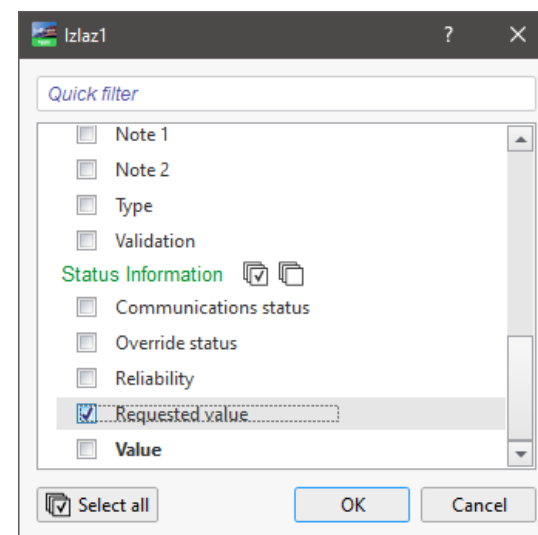 Izlaz1
Quick filter
Note 1
Note 2
Type
Validation
Status Information
Communications status
Override status
Reliability
Requested value
Value
Select all
OK
Cancel